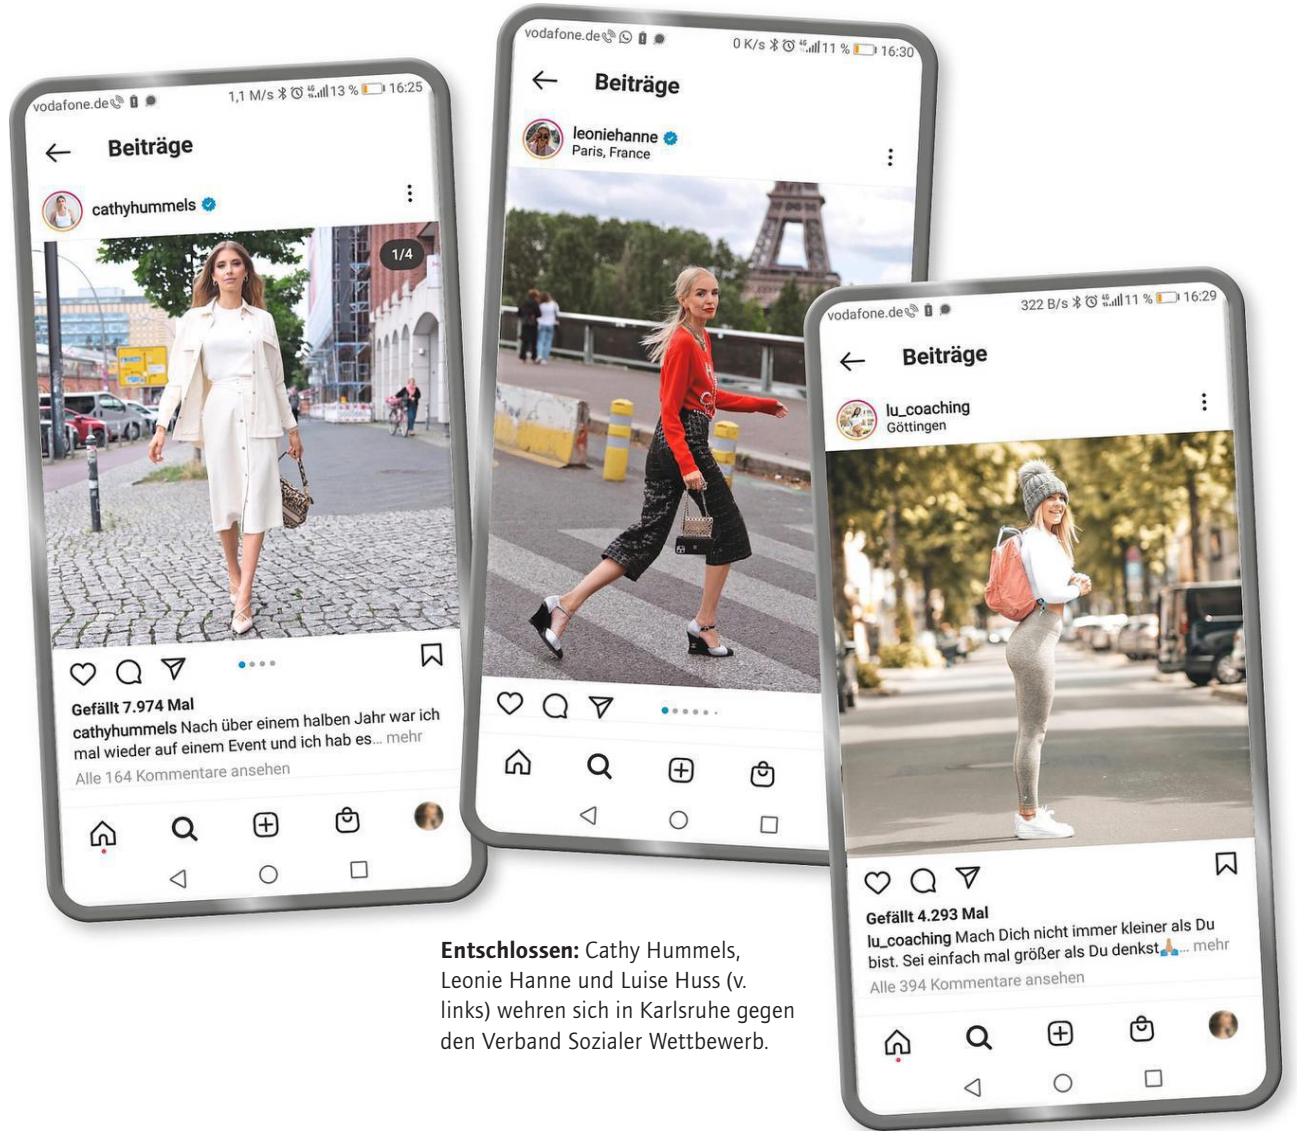 vodafone.de
1,1 M/s 4G 13 % 16:25
Beiträge
cathyhummels
1/4
Gefällt 7.974 Mal
cathyhummels Nach über einem halben Jahr war ich
mal wieder auf einem Event und ich hab es... mehr
Alle 164 Kommentare ansehen
vodafone.de
0 K/s 4G 11 % 16:30
Beiträge
leoniehanne
Paris, France
vodafone.de
322 B/s 4G 11 % 16:29
Beiträge
lu_coaching
Göttingen
Gefällt 4.293 Mal
lu_coaching Mach Dich nicht immer kleiner als Du
bist. Sei einfach mal größer als Du denkst🙏... mehr
Alle 394 Kommentare ansehen
Entschlossen: Cathy Hummels,
Leonie Hanne und Luise Huss (v.
links) wehren sich in Karlsruhe gegen
den Verband Sozialer Wettbewerb.